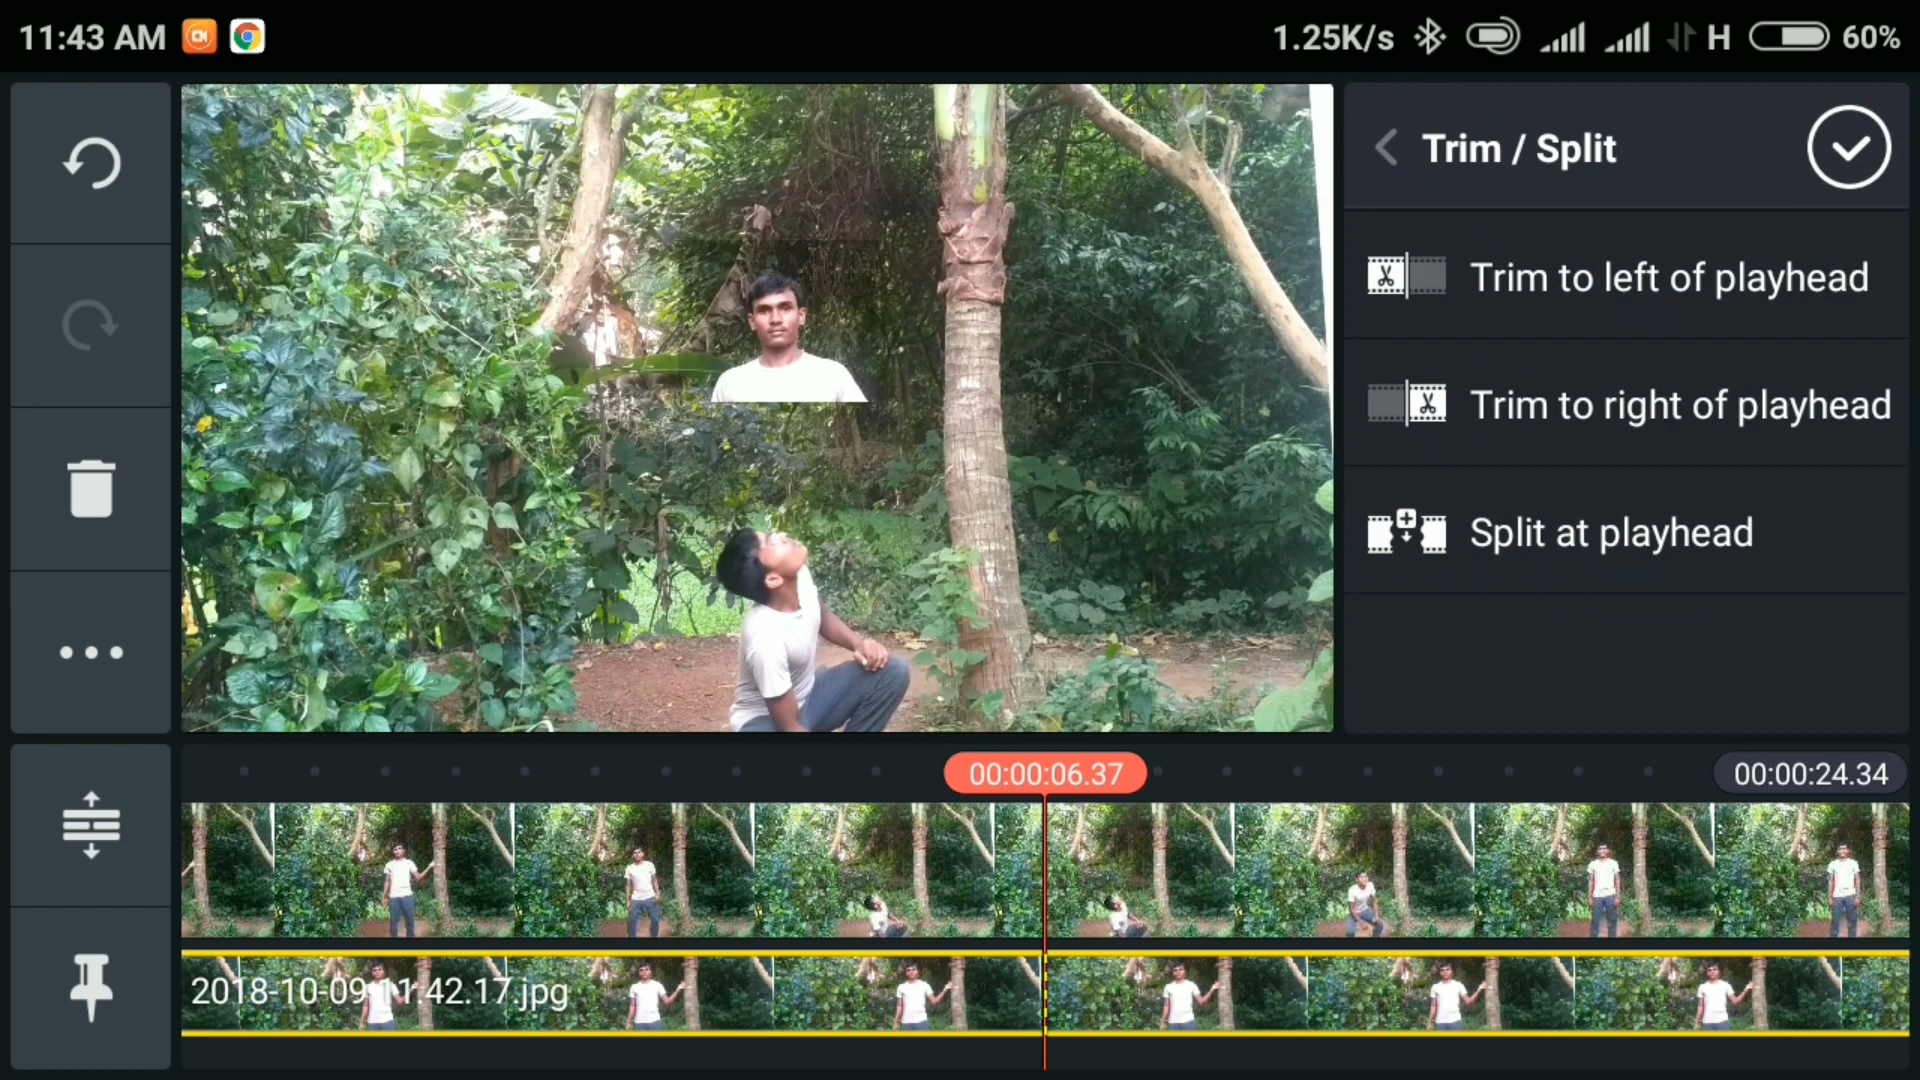 11:43 AM
1.25K/s H 60%
Trim / Split
Trim to left of playhead
Trim to right of playhead
Split at playhead
00:00:06.37
00:00:24.34
2018-10-09 11.42.17.jpg